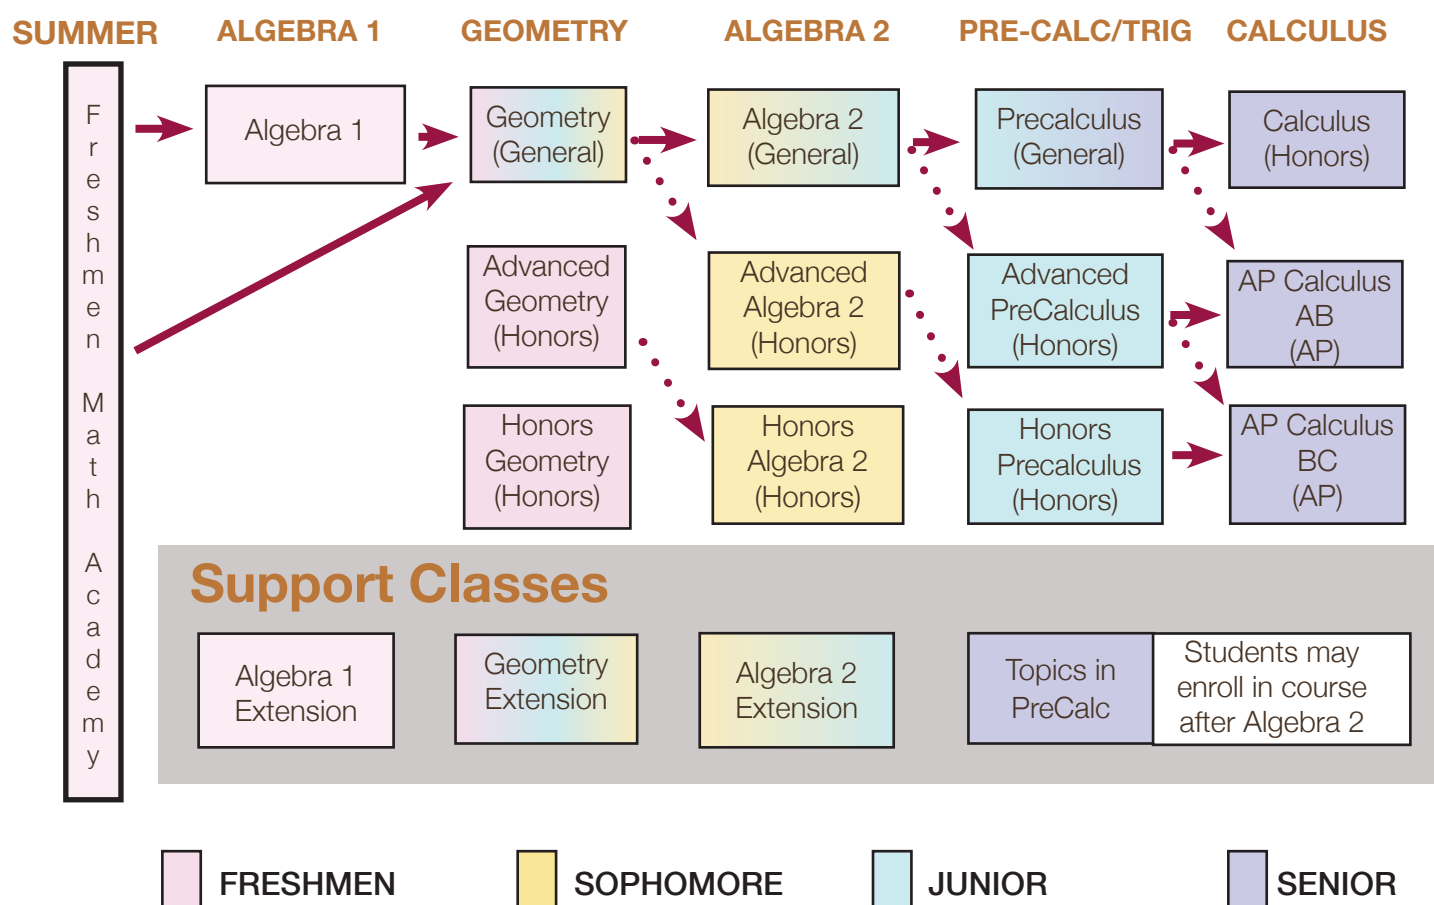 SUMMER
ALGEBRA 1
GEOMETRY
ALGEBRA 2
PRE-CALC/TRIG
CALCULUS
Freshmen Math Academy
Algebra 1
Geometry
(General)
Algebra 2
(General)
Precalculus
(General)
Calculus
(Honors)
Advanced
Geometry
(Honors)
Advanced
Algebra 2
(Honors)
Advanced
PreCalculus
(Honors)
AP Calculus
AB
(AP)
Honors
Geometry
(Honors)
Honors
Algebra 2
(Honors)
Honors
Precalculus
(Honors)
AP Calculus
BC
(AP)
Support Classes
Algebra 1
Extension
Geometry
Extension
Algebra 2
Extension
Topics in
PreCalc
Students may
enroll in course
after Algebra 2
FRESHMEN
SOPHOMORE
JUNIOR
SENIOR